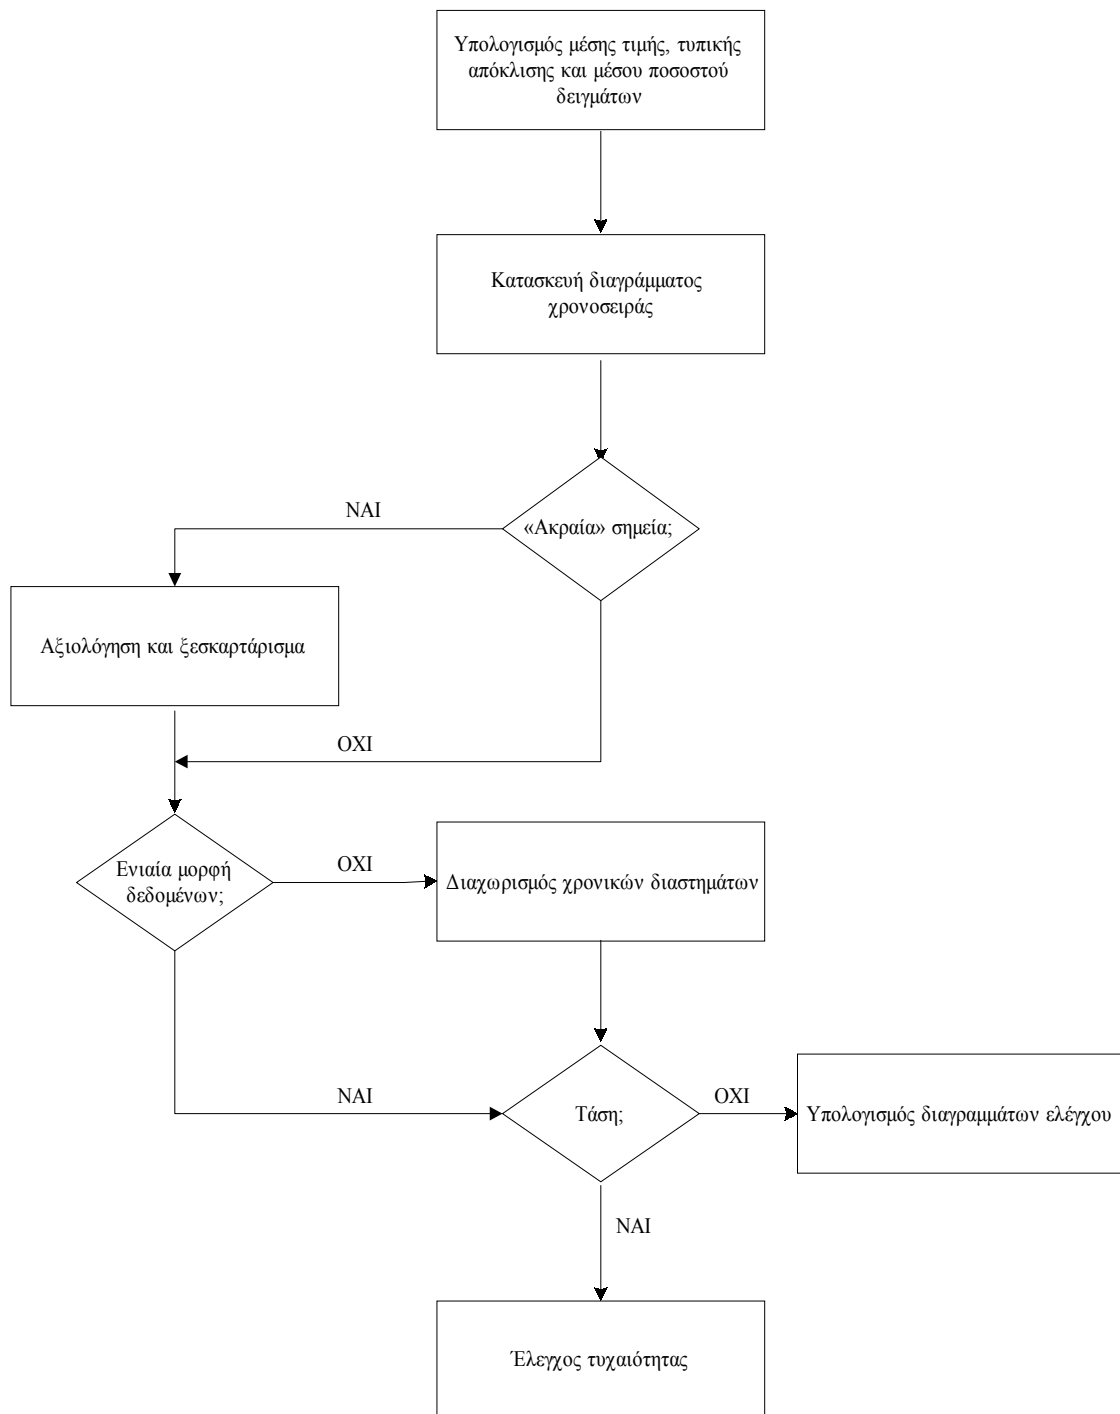 Υπολογισμός μέσης τιμής, τυπικής
απόκλισης και μέσου ποσοστού
δειγμάτων
Κατασκευή διαγράμματος
χρονοσειράς
ΝΑΙ
«Ακραία» σημεία;
Αξιολόγηση και ξεσκαρτάρισμα
ΟΧΙ
Ενιαία μορφή
δεδομένων;
ΟΧΙ
Διαχωρισμός χρονικών διαστημάτων
ΝΑΙ
Τάση;
ΟΧΙ
Υπολογισμός διαγραμμάτων ελέγχου
ΝΑΙ
Έλεγχος τυχαιότητας